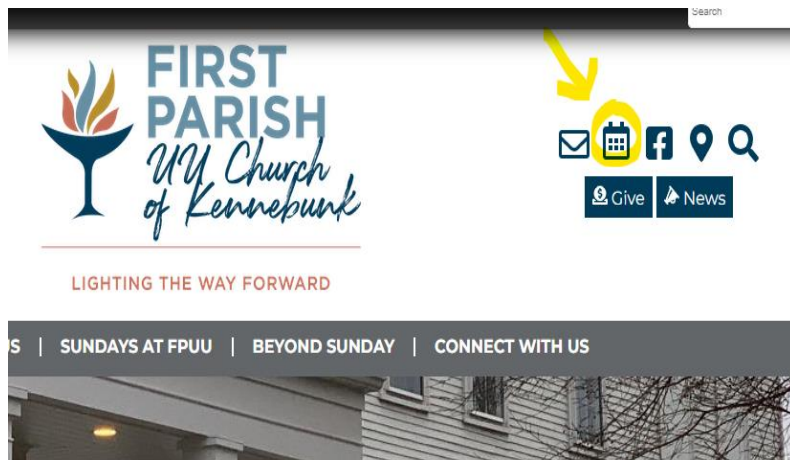 Search
FIRST
PARISH
UU Church
of Kennebunk
LIGHTING THE WAY FORWARD
Give
News
US | SUNDAYS AT FPUU | BEYOND SUNDAY | CONNECT WITH US